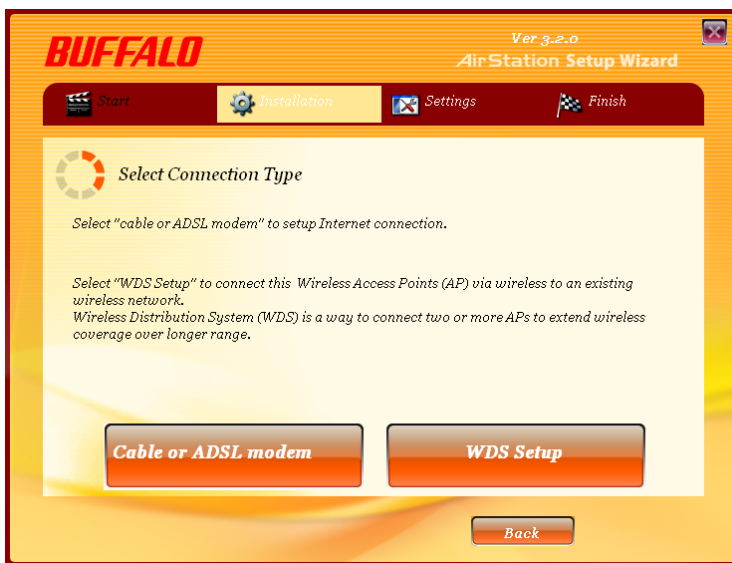 BUFFALO
Ver 3.2.0
AirStation Setup Wizard
Start
Installation
Settings
Finish
Select Connection Type
Select "cable or ADSL modem" to setup Internet connection.
Select "WDS Setup" to connect this Wireless Access Points (AP) via wireless to an existing
wireless network.
Wireless Distribution System (WDS) is a way to connect two or more APs to extend wireless
coverage over longer range.
Cable or ADSL modem
WDS Setup
Back